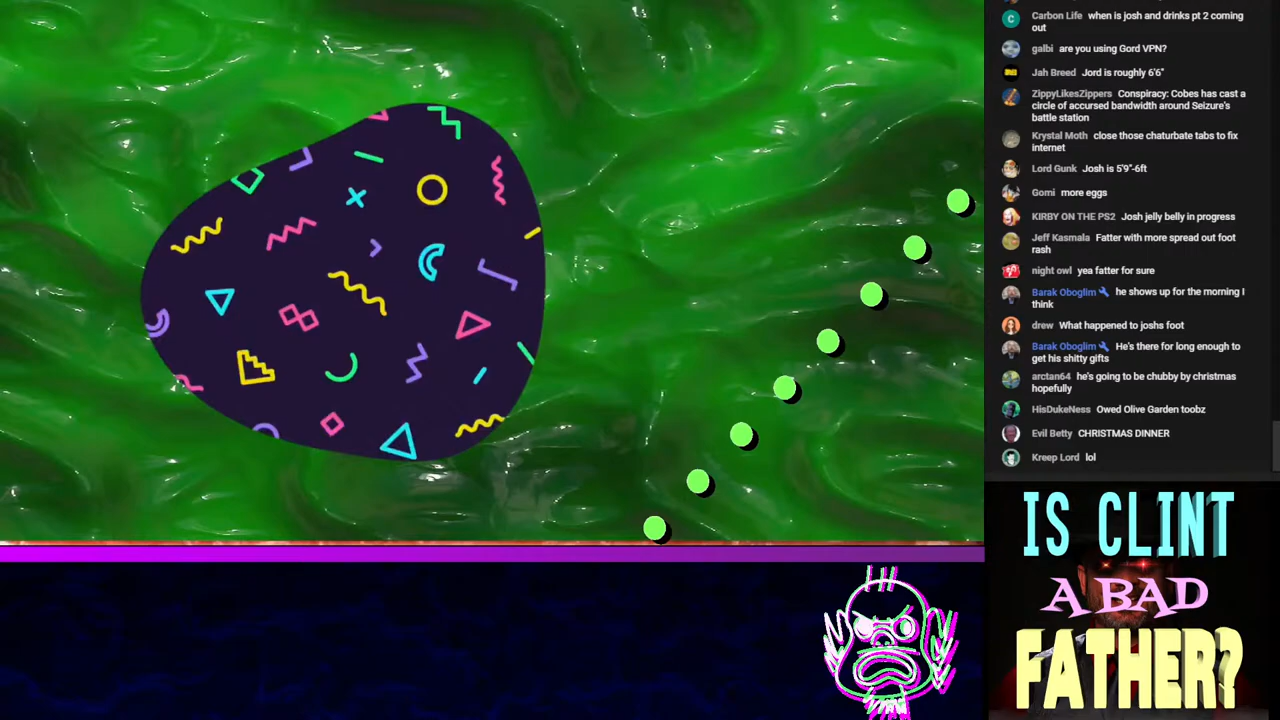 Carbon Life when is josh and drinks pt 2 coming
out
galbi are you using Gord VPN?
Jah Breed Jord is roughly 6'6"
ZippyLikesZippers Conspiracy: Cobes has cast a
circle of accursed bandwidth around Seizure's
battle station
Krystal Moth close those chaturbate tabs to fix
internet
Lord Gunk Josh is 5'9"-6ft
Gomi more eggs
KIRBY ON THE PS2 Josh jelly belly in progress
Jeff Kasmala Fatter with more spread out foot
rash
night owl yea fatter for sure
Barak Oboglim he shows up for the morning I
think
drew What happened to joshs foot
Barak Oboglim He's there for long enough to
get his shitty gifts
arctan64 he's going to be chubby by christmas
hopefully
HisDukeNess Owed Olive Garden toobz
Evil Betty CHRISTMAS DINNER
Kreep Lord lol
IS CLINT
A BAD
FATHER?